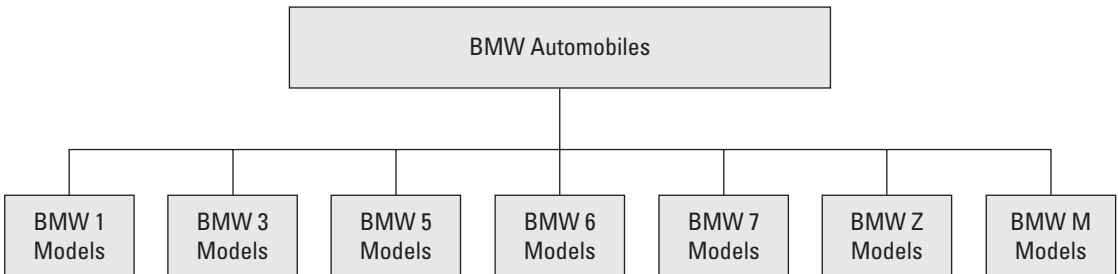 BMW Automobiles
BMW 1
Models
BMW 3
Models
BMW 5
Models
BMW 6
Models
BMW 7
Models
BMW Z
Models
BMW M
Models